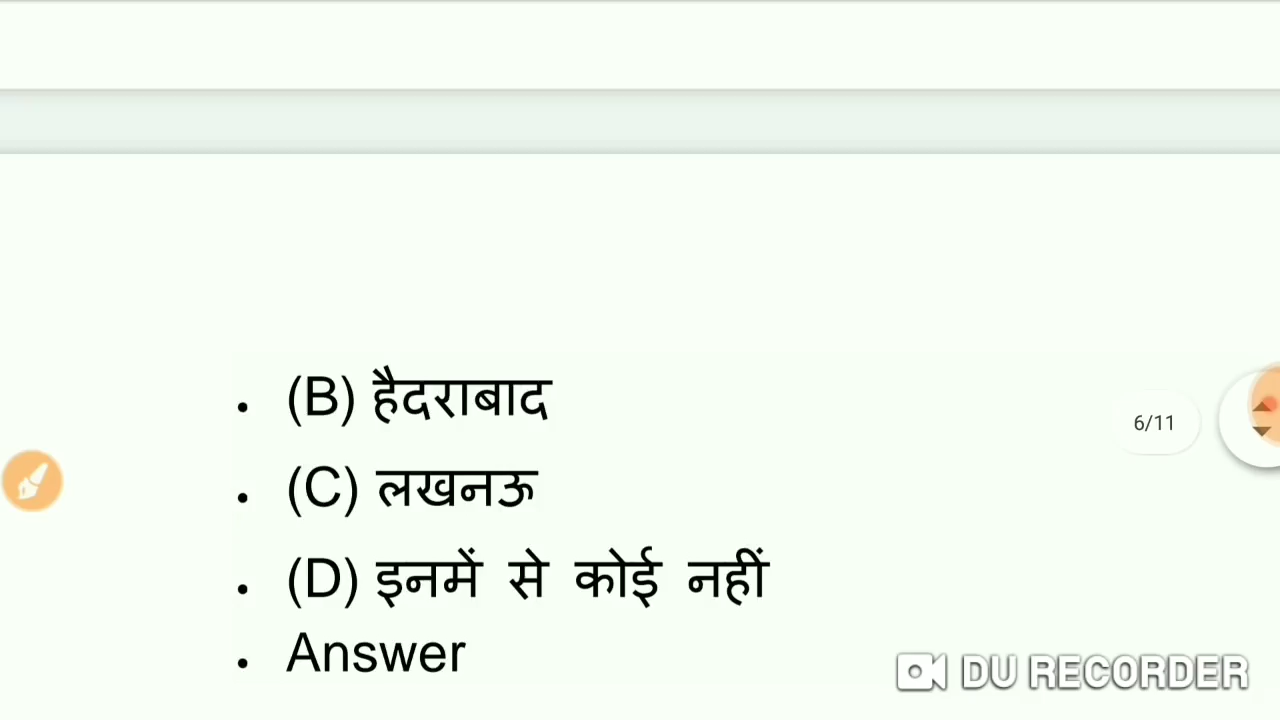 • (B) हैदराबाद
6/11
• (C) लखनऊ
• (D) इनमें से कोई नहीं
• Answer
DU RECORDER